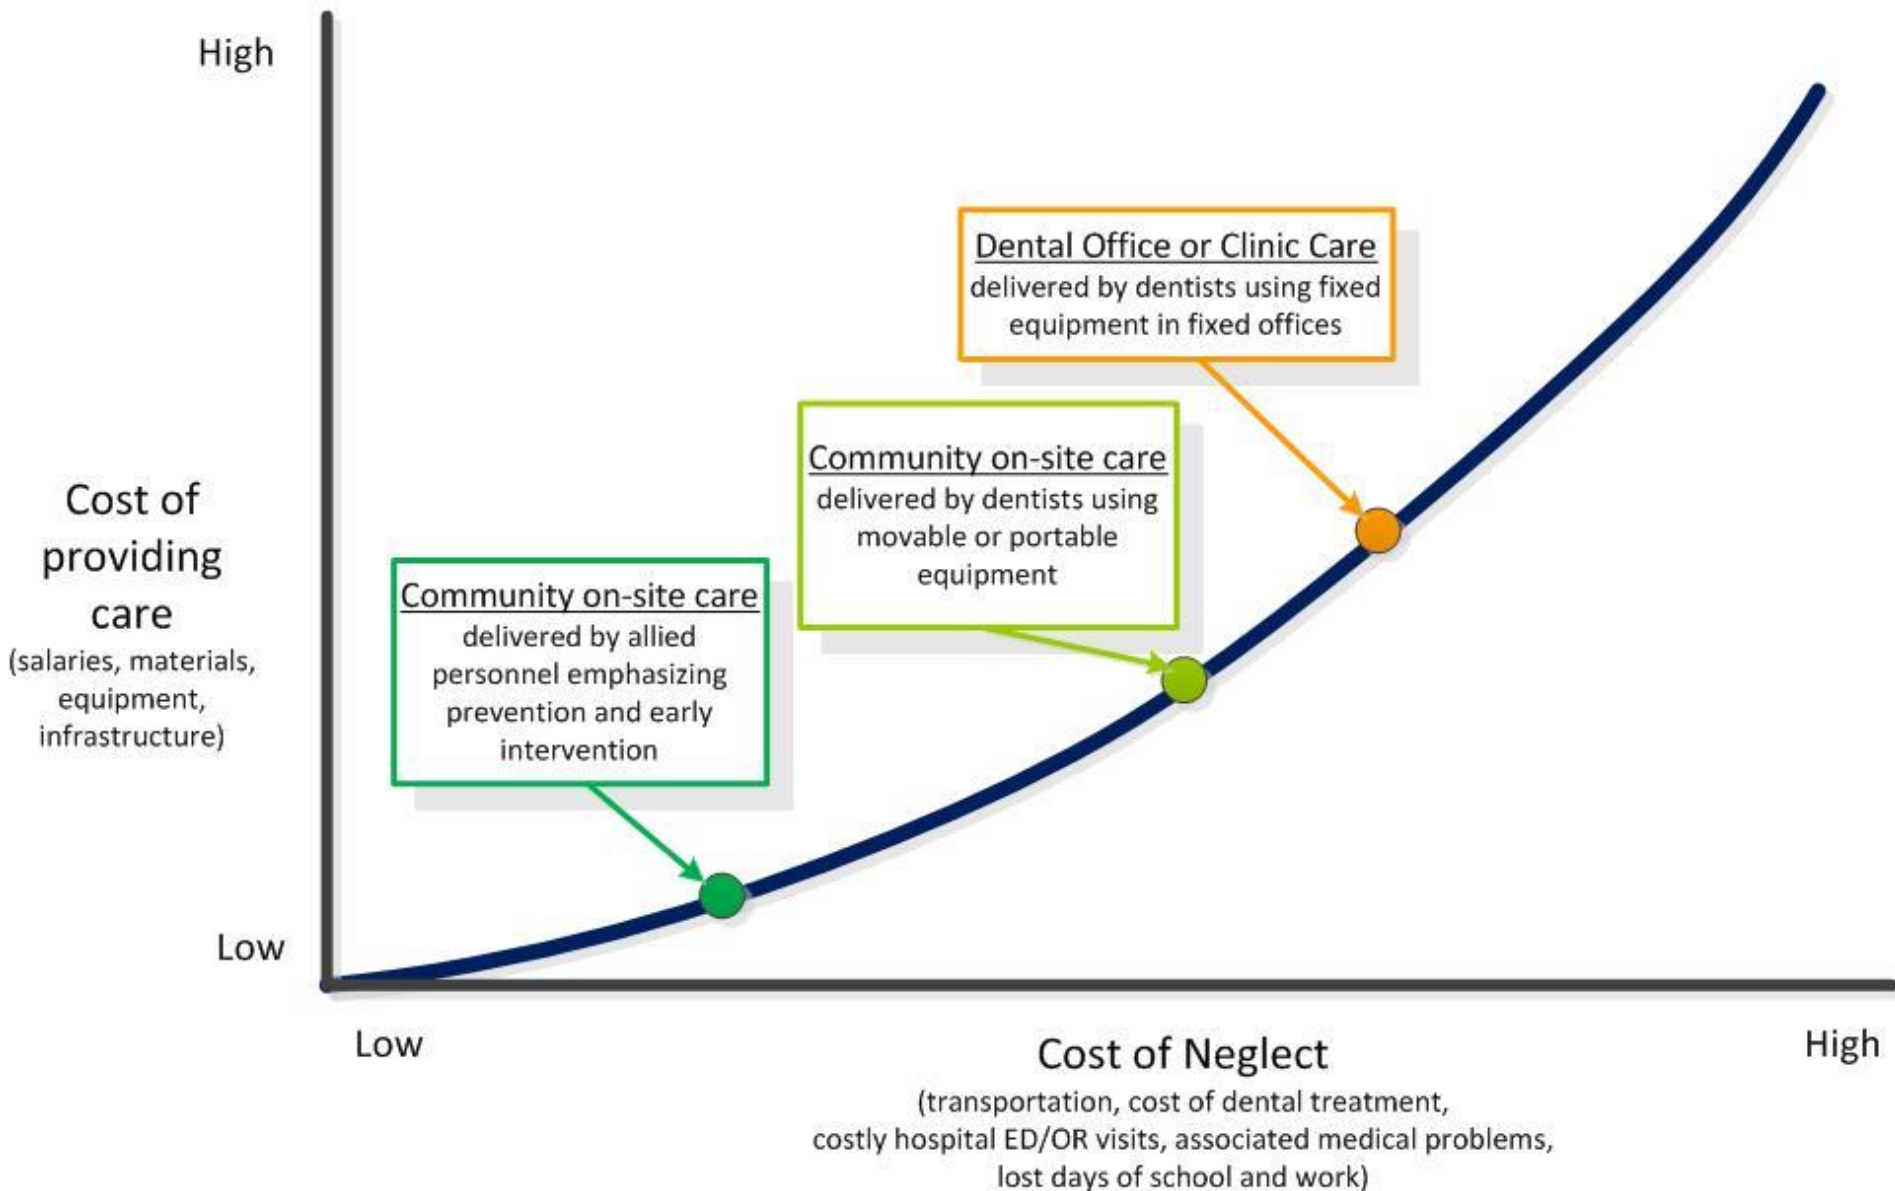 High
Dental Office or Clinic Care
delivered by dentists using fixed
equipment in fixed offices
Community on-site care
delivered by dentists using
movable or portable
equipment
Cost of
providing
care
(salaries, materials,
equipment,
infrastructure)
Community on-site care
delivered by allied
personnel emphasizing
prevention and early
intervention
Low
Low
Cost of Neglect
(transportation, cost of dental treatment,
costly hospital ED/OR visits, associated medical problems,
lost days of school and work)
High